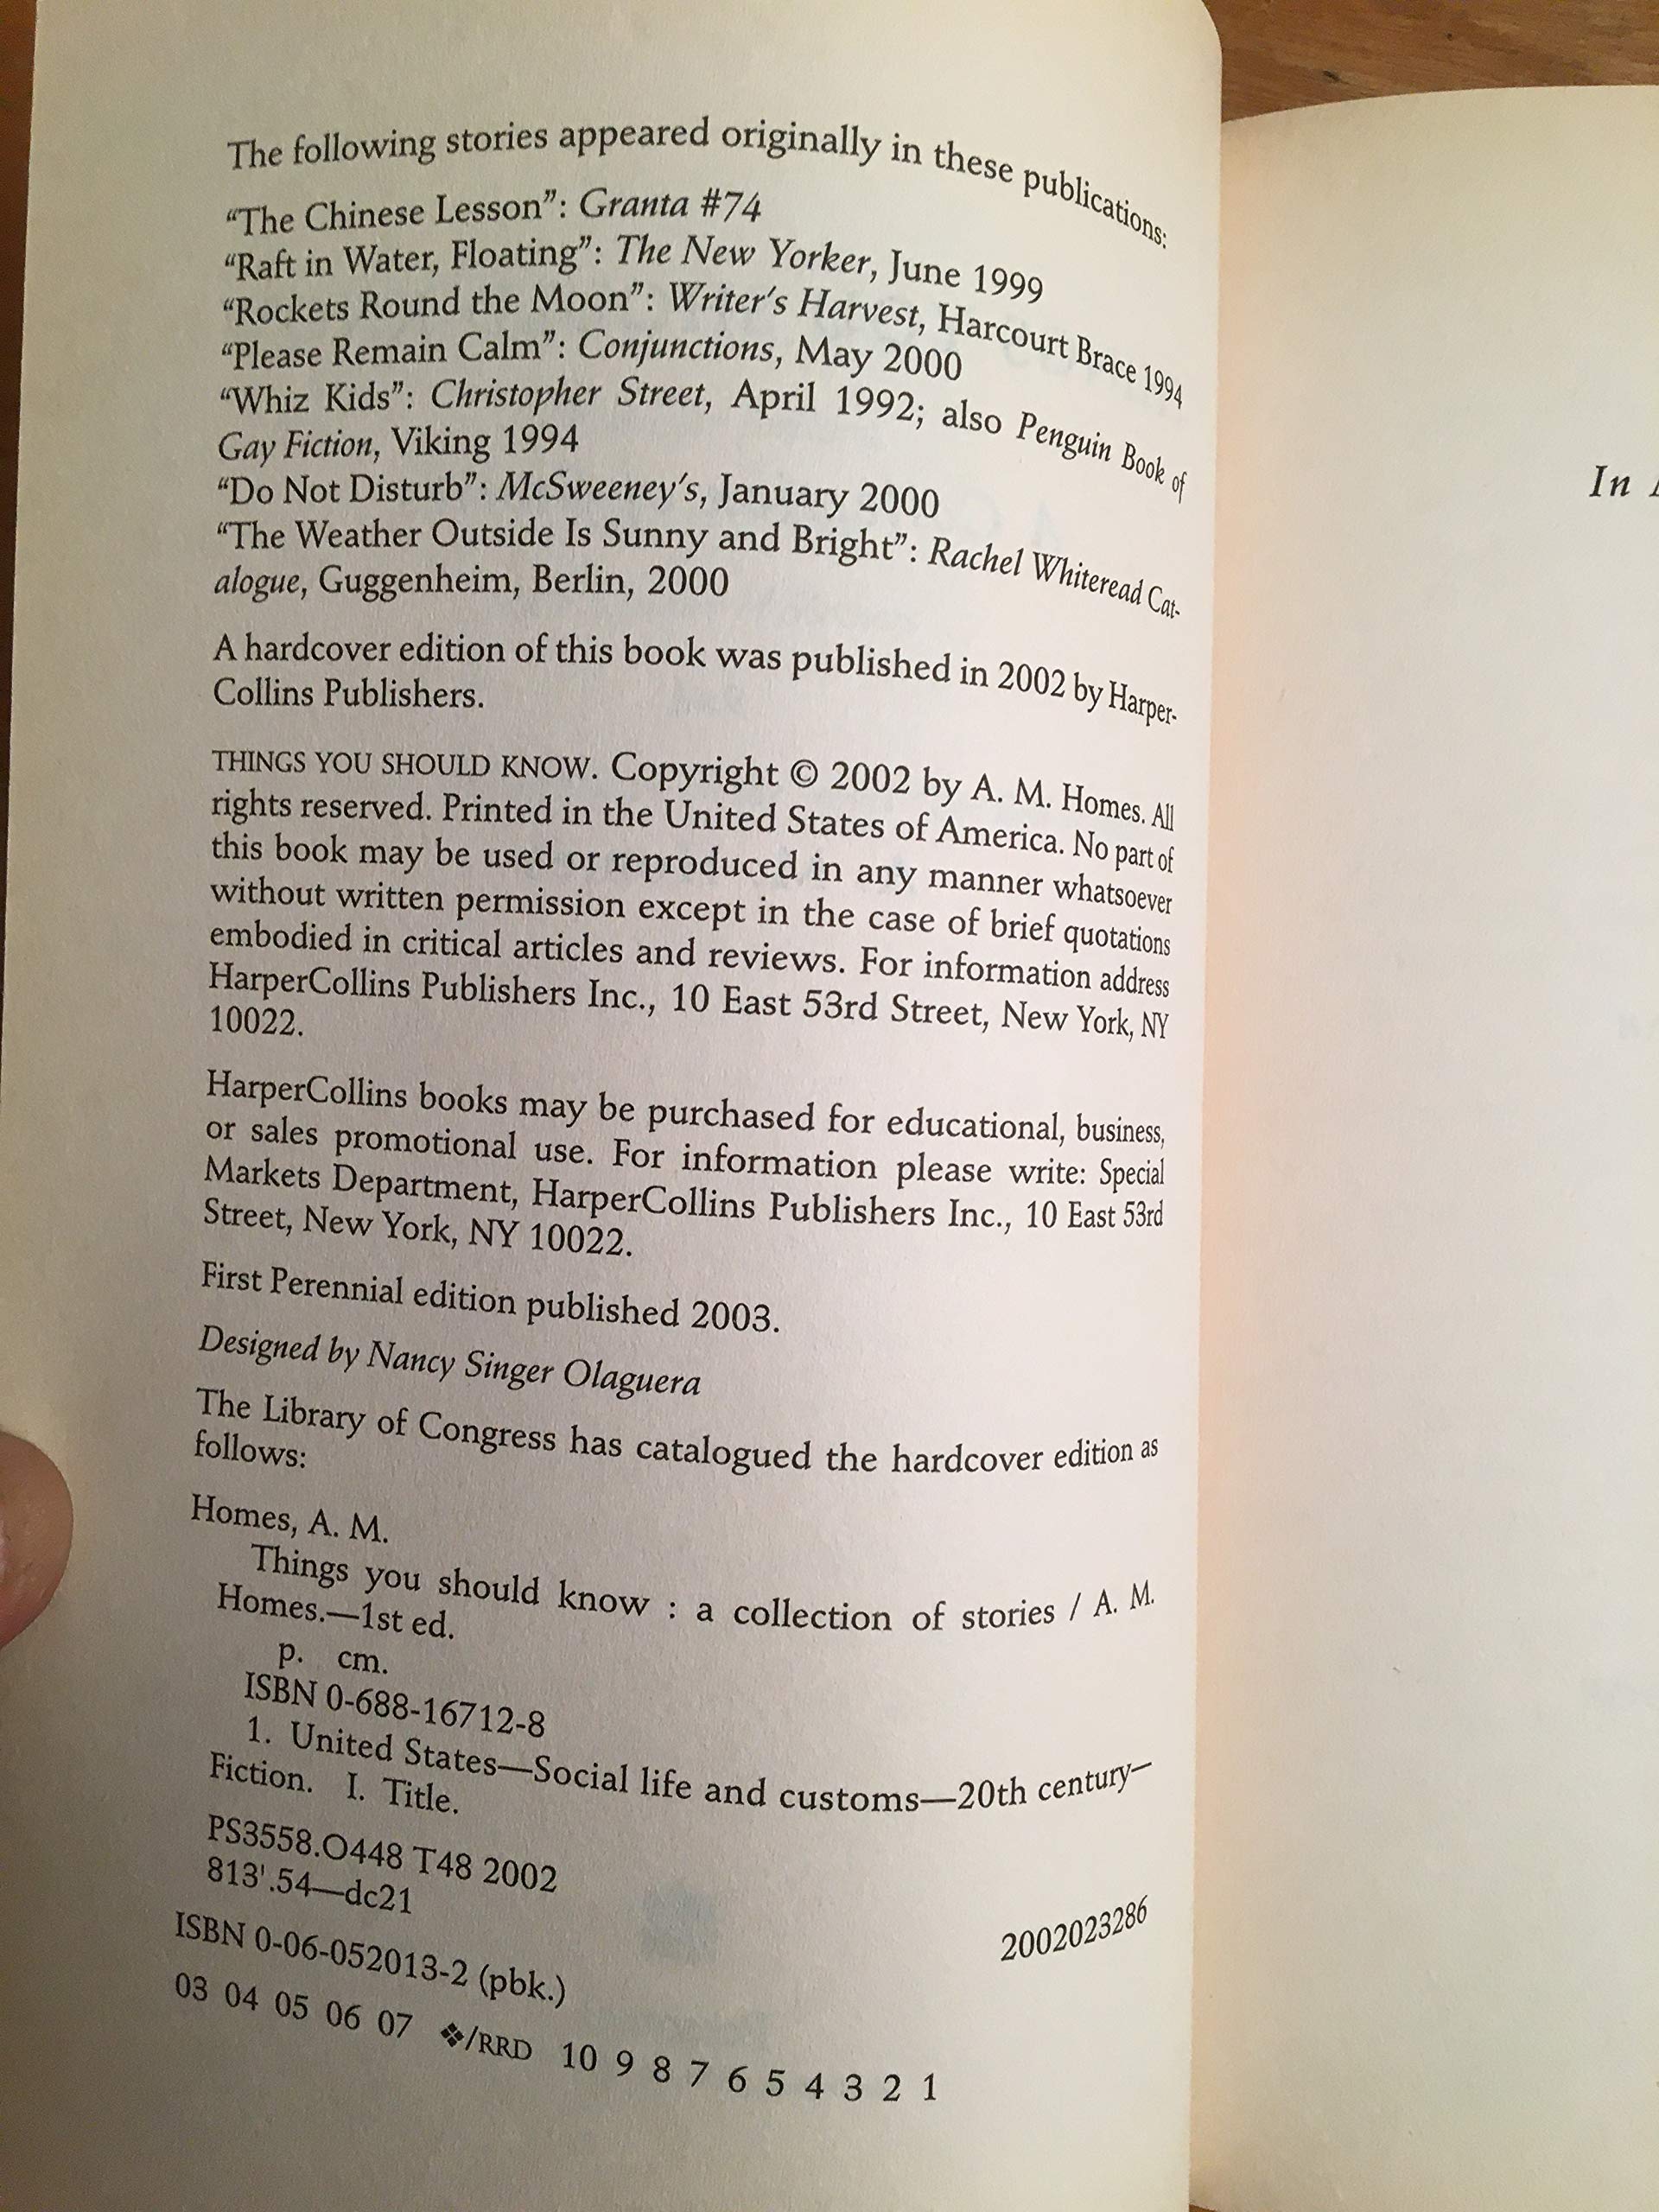 The following stories appeared originally in these publications:
“The Chinese Lesson”: Granta #74
“Raft in Water, Floating”: The New Yorker, June 1999
“Rockets Round the Moon”: Writer’s Harvest, Harcourt Brace 1994
“Please Remain Calm”: Conjunctions, May 2000
“Whiz Kids”: Christopher Street, April 1992; also Penguin Book of
Gay Fiction, Viking 1994
“Do Not Disturb”: McSweeney’s, January 2000
“The Weather Outside Is Sunny and Bright”: Rachel Whiteread Cat-
alogue, Guggenheim, Berlin, 2000
A hardcover edition of this book was published in 2002 by Harper-
Collins Publishers.
THINGS YOU SHOULD KNOW. Copyright © 2002 by A. M. Homes. All
rights reserved. Printed in the United States of America. No part of
this book may be used or reproduced in any manner whatsoever
without written permission except in the case of brief quotations
embodied in critical articles and reviews. For information address
HarperCollins Publishers Inc., 10 East 53rd Street, New York, NY
10022.
HarperCollins books may be purchased for educational, business,
or sales promotional use. For information please write: Special
Markets Department, HarperCollins Publishers Inc., 10 East 53rd
Street, New York, NY 10022.
First Perennial edition published 2003.
Designed by Nancy Singer Olaguera
The Library of Congress has catalogued the hardcover edition as
follows:
Homes, A. M.
Things you should know : a collection of stories / A. M.
Homes.—1st ed.
p. cm.
ISBN 0-688-16712-8
1. United States—Social life and customs—20th century—
Fiction. I. Title.
PS3558.O448 T48 2002
813'.54—dc21
2002023286
ISBN 0-06-052013-2 (pbk.)
03 04 05 06 07 ❖/RRD 10 9 8 7 6 5 4 3 2 1
In